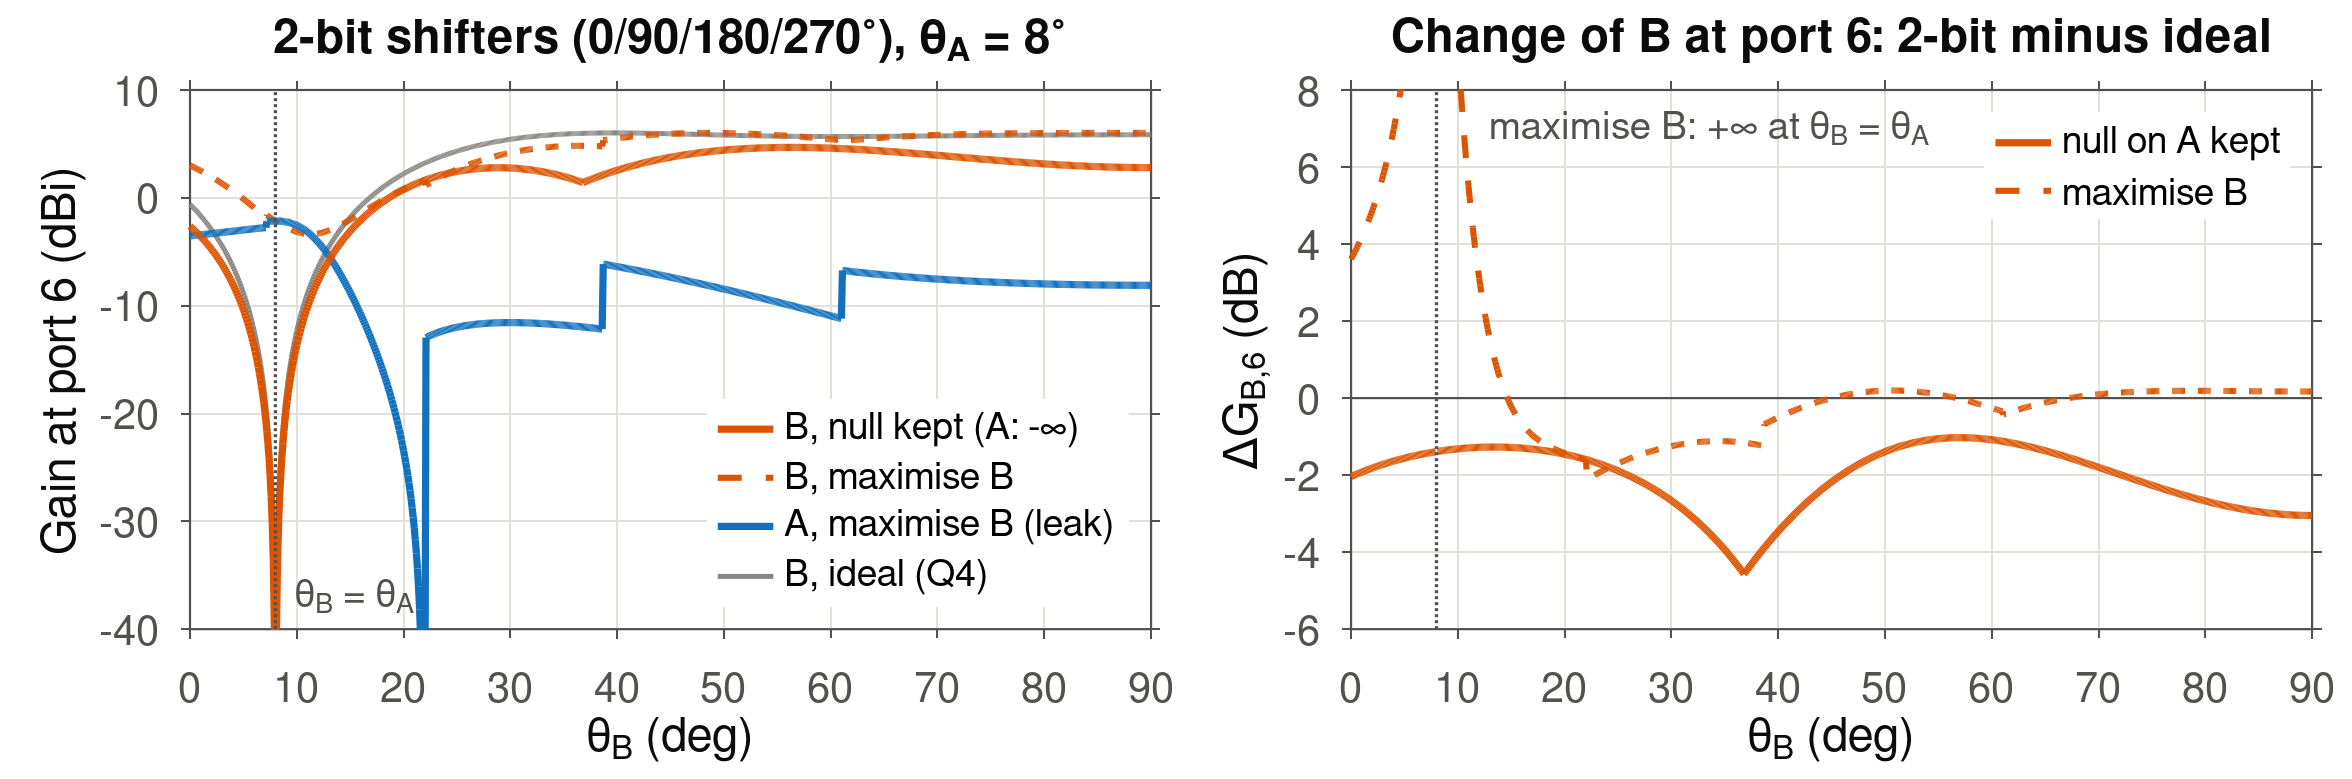 2-bit shifters (0/90/180/270°), θA = 8°
Gain at port 6 (dBi)
10
0
-10
-20
-30
-40
B, null kept (A: -∞)
B, maximise B
A, maximise B (leak)
B, ideal (Q4)
θB = θA
0 10 20 30 40 50 60 70 80 90
θB (deg)
Change of B at port 6: 2-bit minus ideal
ΔGB,6 (dB)
8
6
4
2
0
-2
-4
-6
maximise B: +∞ at θB = θA
null on A kept
maximise B
0 10 20 30 40 50 60 70 80 90
θB (deg)